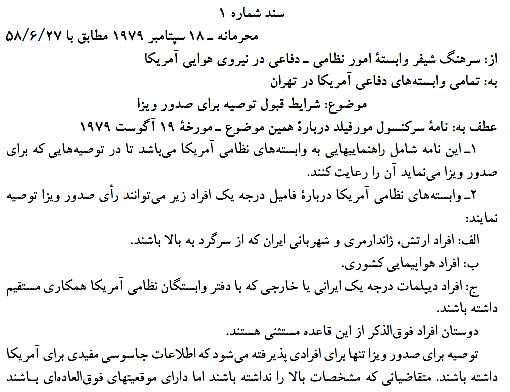 سند شماره ۱
محرمانه ـ ۱۸ سپتامبر ۱۹۷۹ مطابق با ۵۸/۶/۲۷
از: سرهنگ شیفر وابستهٔ امور نظامی ـ دفاعی در نیروی هوایی آمریکا
به: تمامی وابسته‌های دفاعی آمریکا در تهران
موضوع: شرایط قبول توصیه برای صدور ویزا
عطف به: نامهٔ سرکنسول مورفیلد دربارهٔ همین موضوع ـ مورخهٔ ۱۹ آگوست ۱۹۷۹
۱ـ این نامه شامل راهنماییهایی به وابسته‌های نظامی آمریکا می‌باشد تا در توصیه‌هایی که برای
صدور ویزا می‌نماید آن را رعایت کنند.
۲ـ وابسته‌های نظامی آمریکا دربارهٔ فامیل درجه یک افراد زیر می‌توانند رأی صدور ویزا توصیه
نمایند:
الف: افراد ارتش، ژاندارمری و شهربانی ایران که از سرگرد به بالا باشند.
ب: افراد هواپیمایی کشوری.
ج: افراد دیپلمات درجه یک ایرانی یا خارجی که با دفتر وابستگان نظامی آمریکا همکاری مستقیم
داشته باشند.
دوستان افراد فوق‌الذکر از این قاعده مستثنی هستند.
توصیه برای صدور ویزا تنها برای افرادی پذیرفته می‌شود که اطلاعات جاسوسی مفیدی برای آمریکا
داشته باشند. متقاضیانی که مشخصات بالا را نداشته باشند اما دارای موقعیتهای فوق‌العاده‌ای باشند